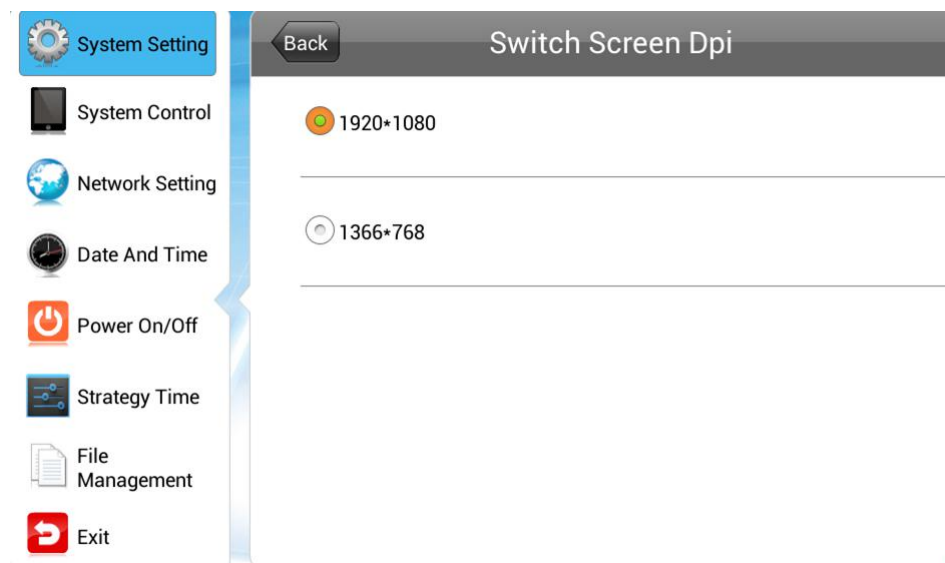 System Setting
System Control
Network Setting
Date And Time
Power On/Off
Strategy Time
File
Management
Exit
Back
Switch Screen Dpi
1920*1080
1366*768